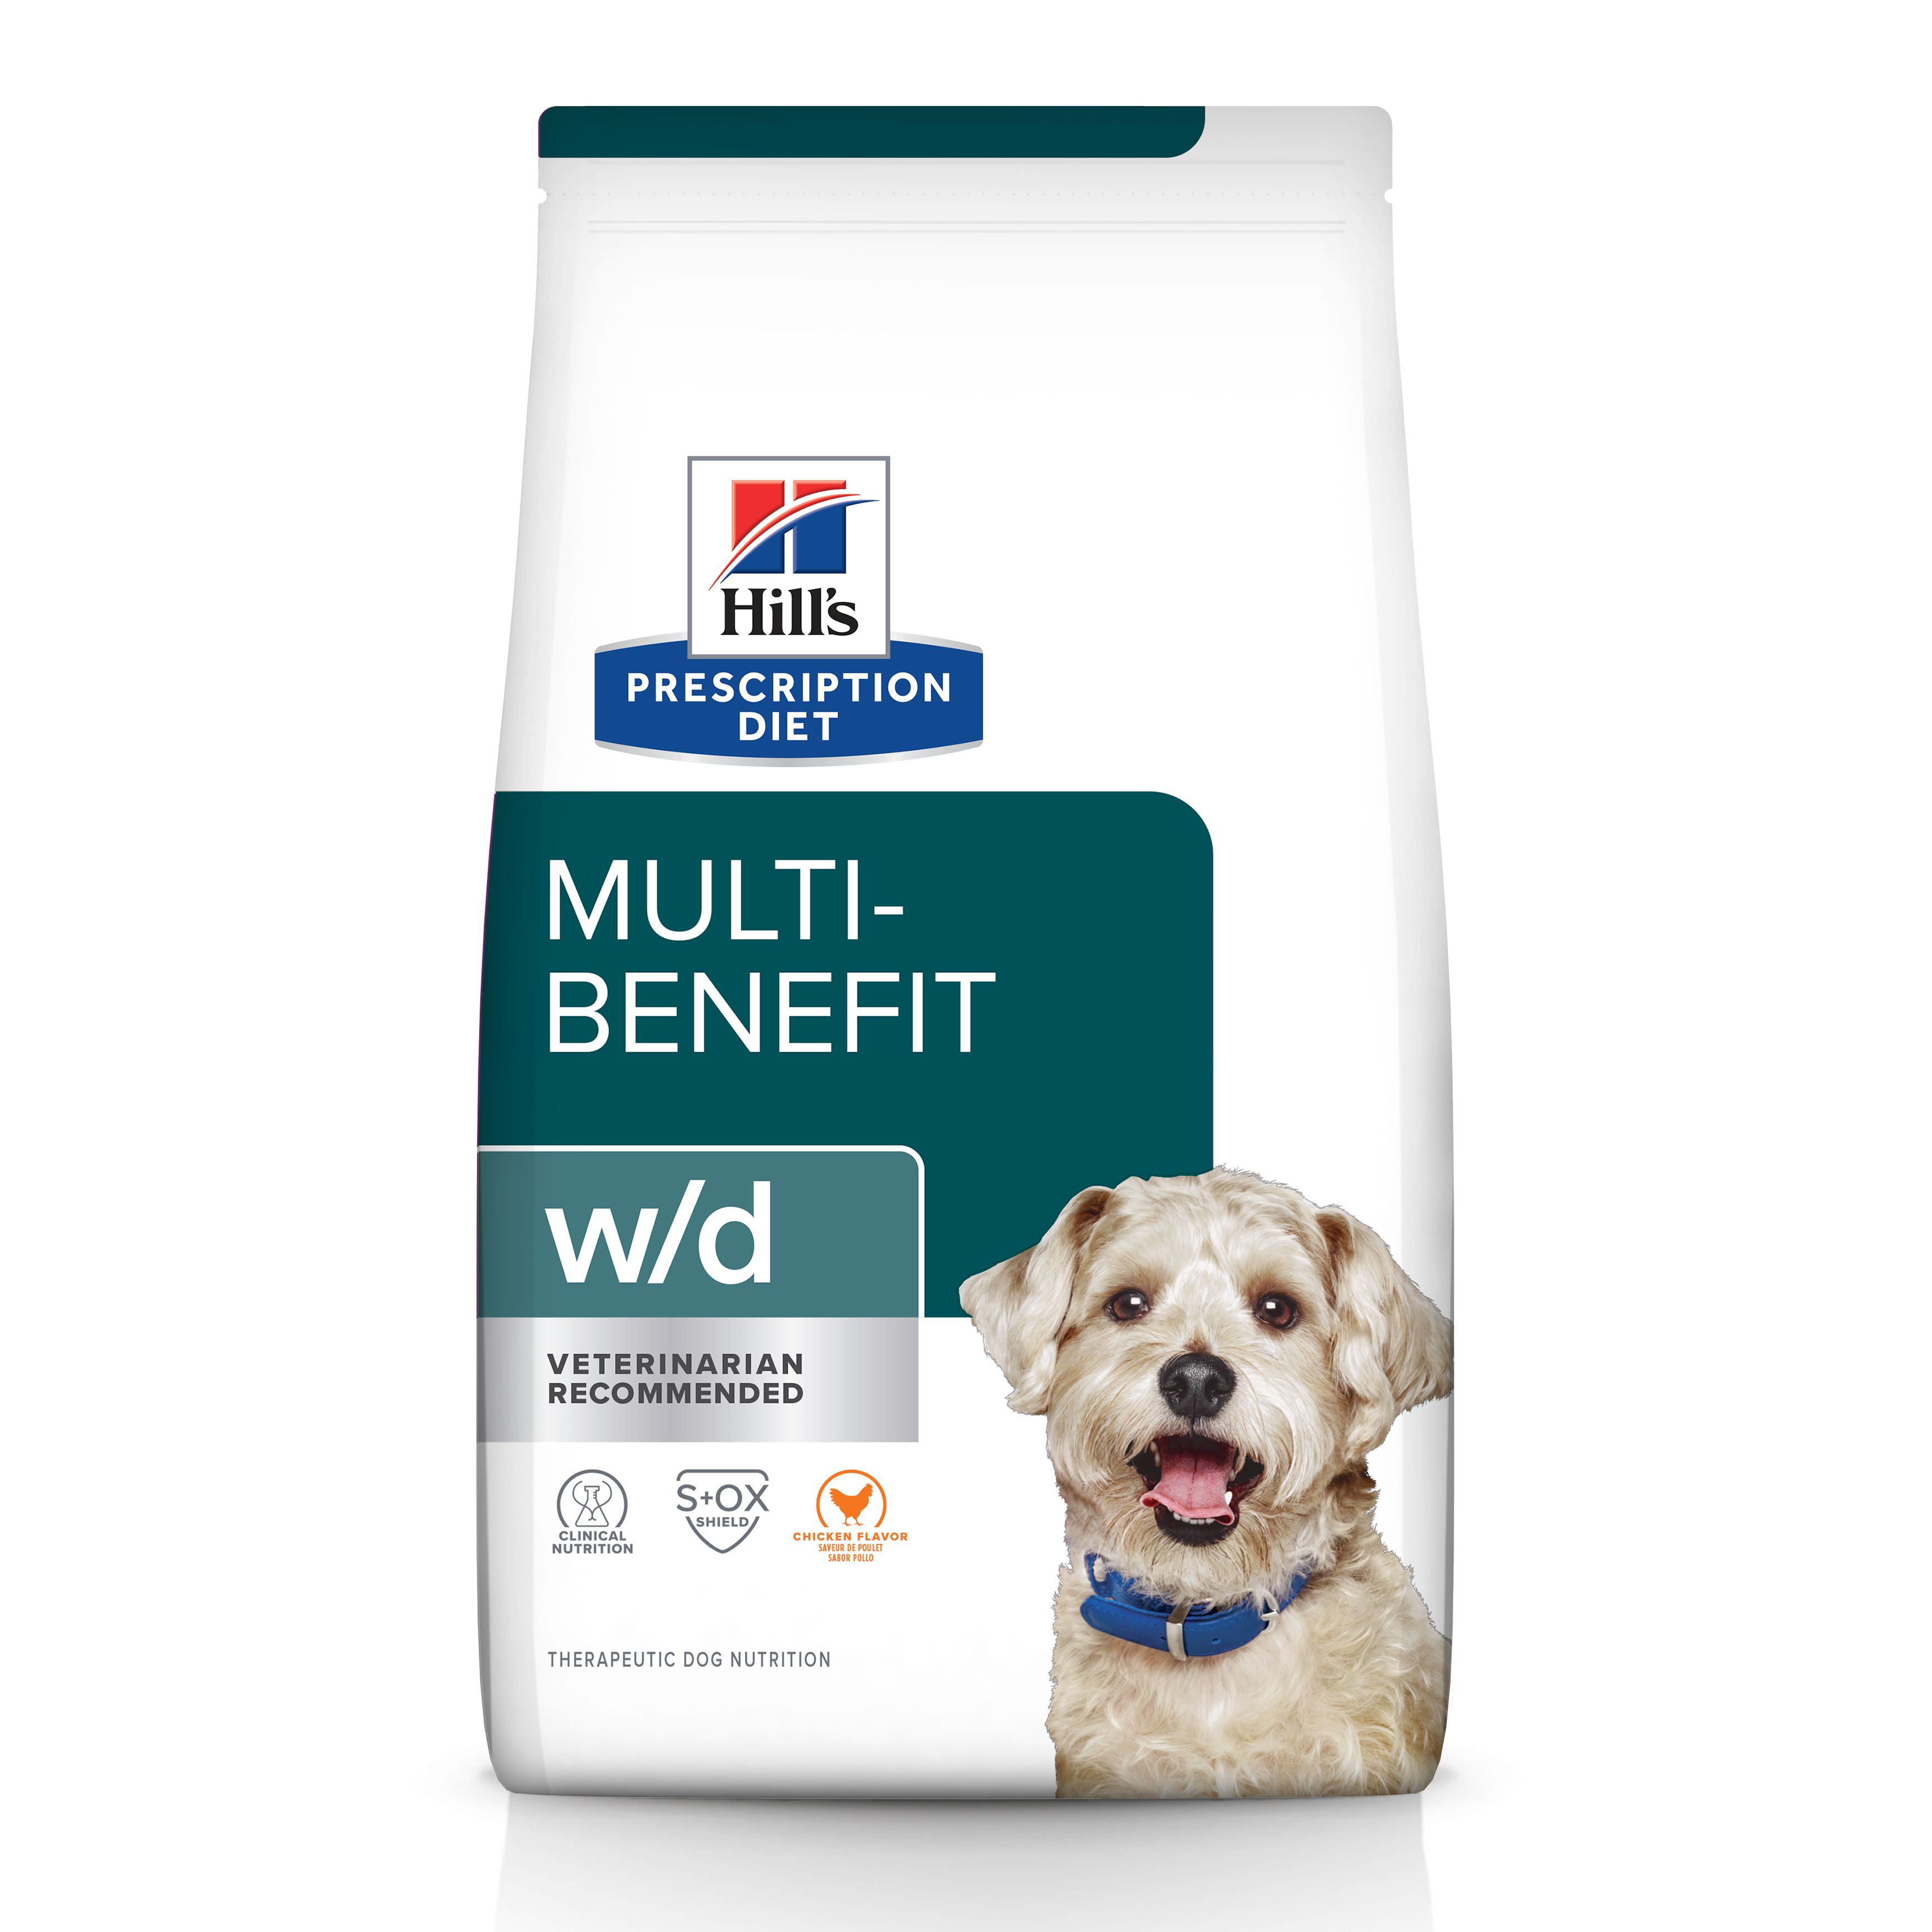 Hill's
PRESCRIPTION
DIET
MULTI-
BENEFIT
w/d
VETERINARIAN
RECOMMENDED
CLINICAL
NUTRITION
S+OX
SHIELD
CHICKEN FLAVOR
SAVEUR DE POULET
SABOR POLLO
THERAPEUTIC DOG NUTRITION